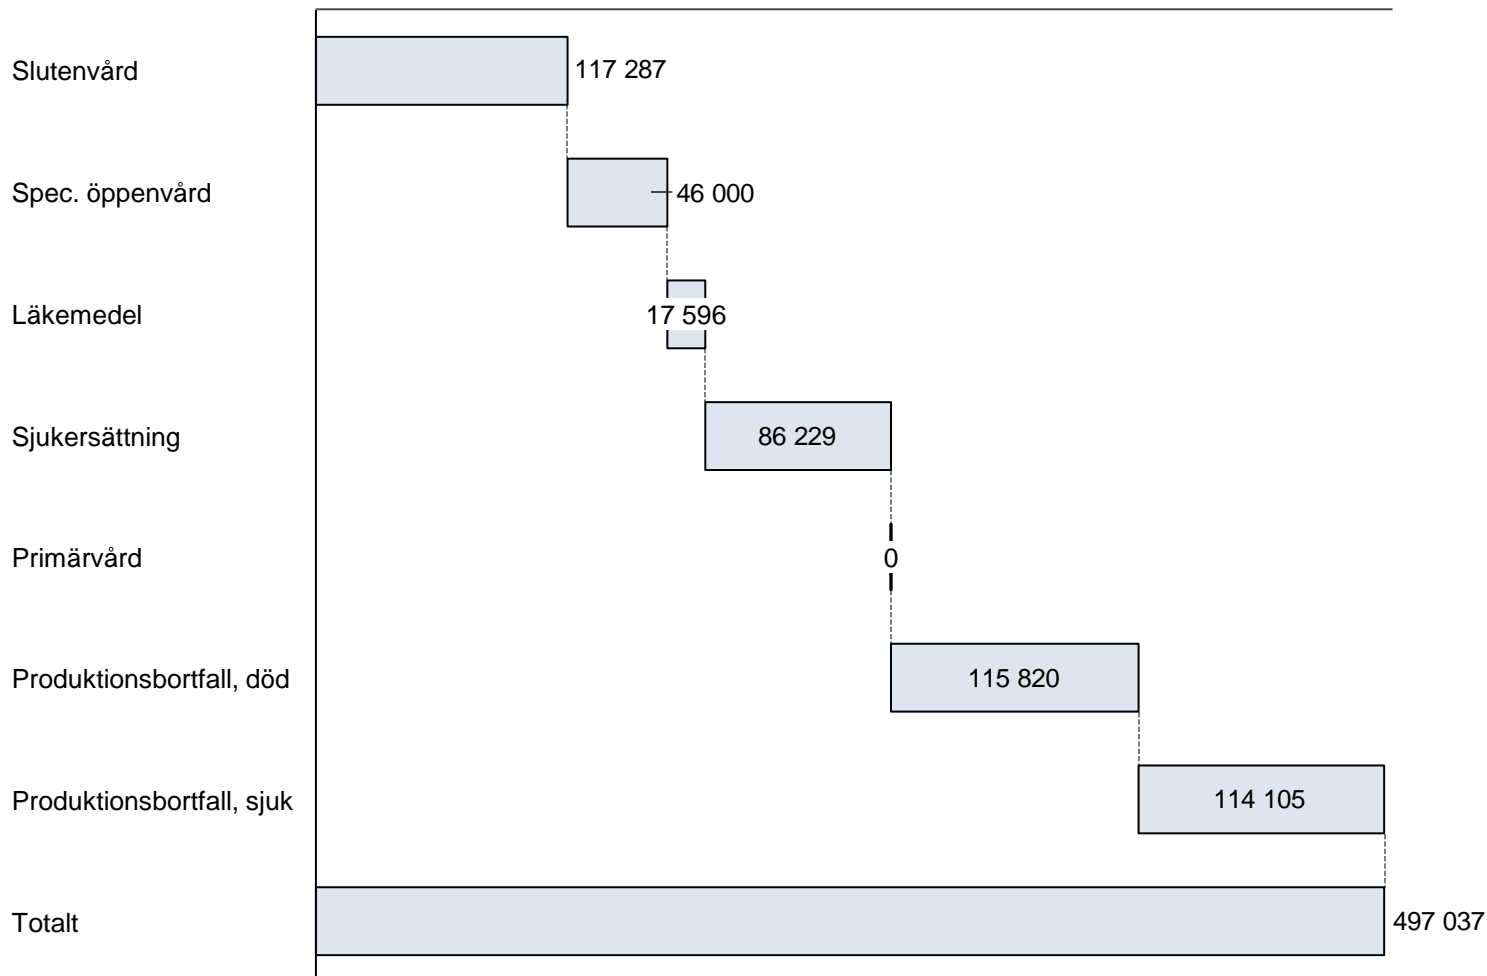 Slutenvård
117 287
Spec. öppenvård
46 000
Läkemedel
17 596
Sjukersättning
86 229
Primärvård
0
Produktionsbortfall, död
115 820
Produktionsbortfall, sjuk
114 105
Totalt
497 037